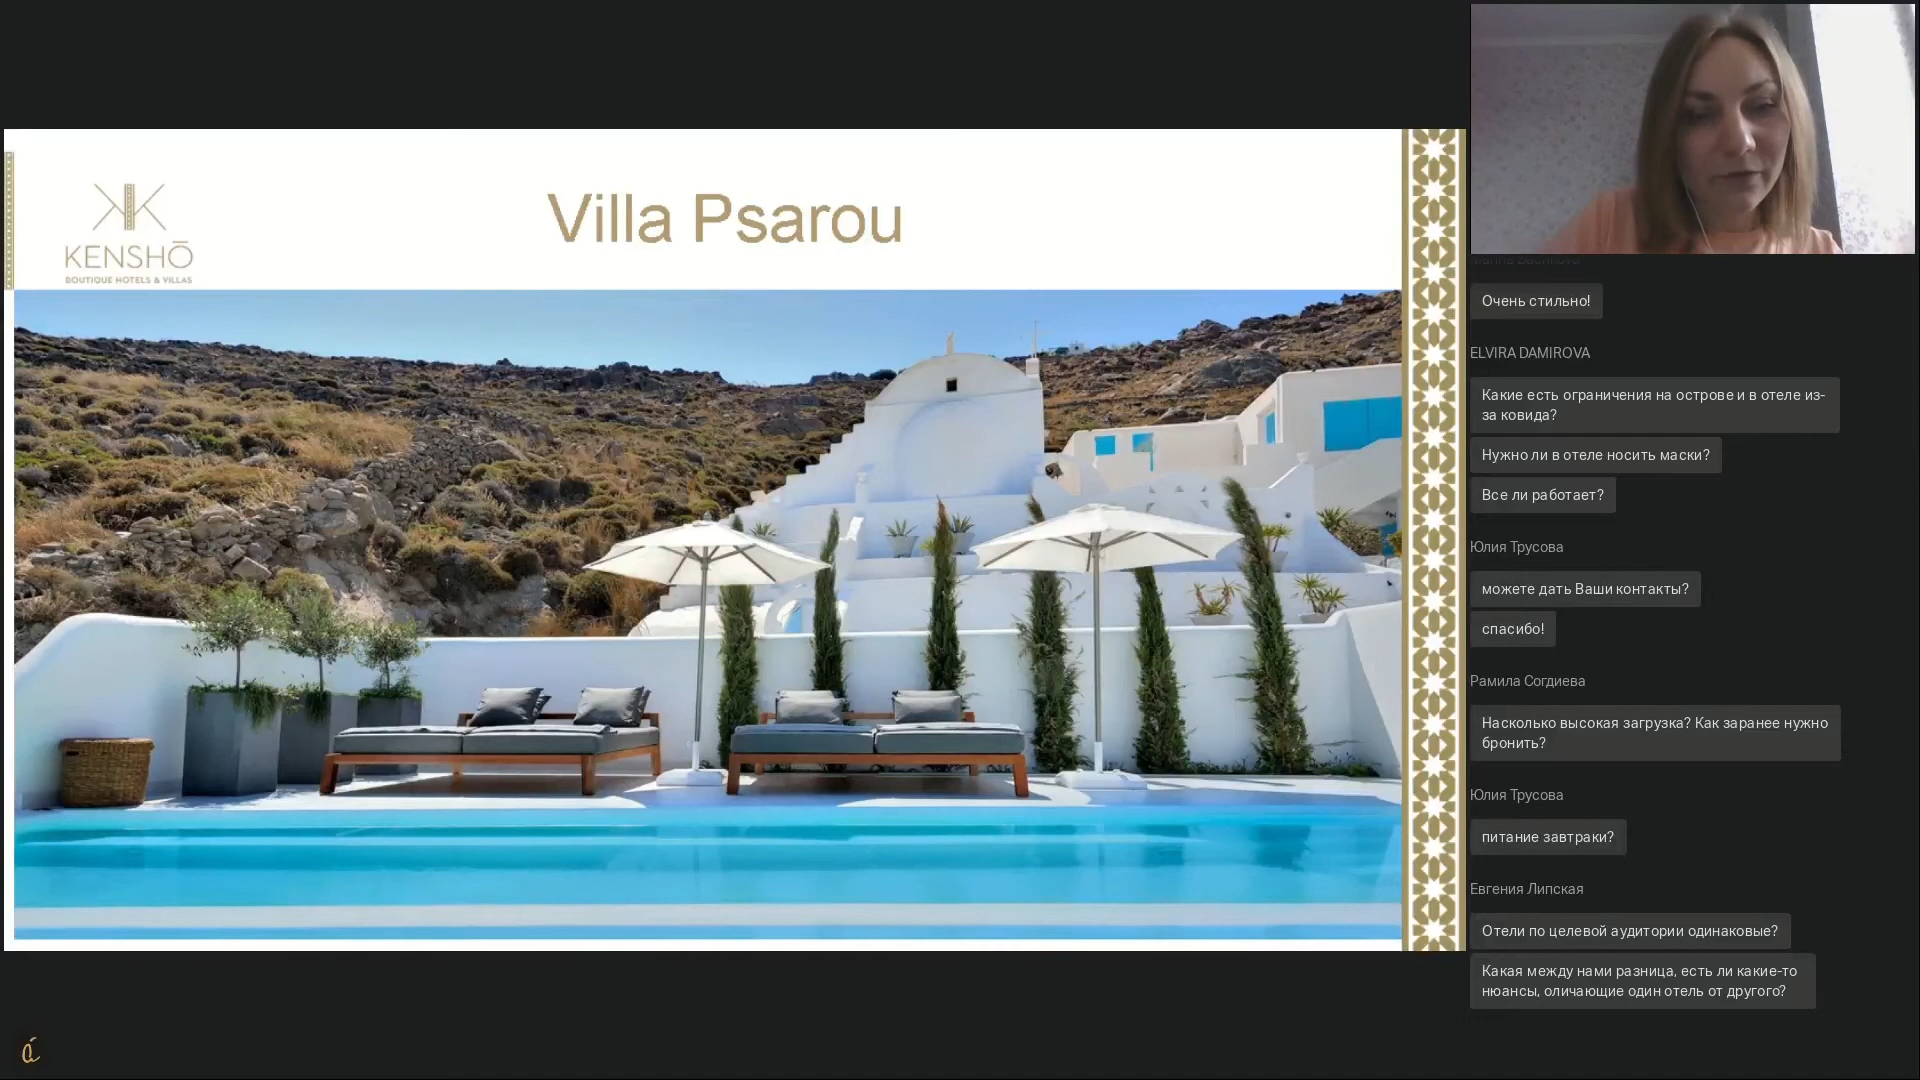 Villa Psarou
KENSHŌ
BOUTIQUE HOTELS & VILLAS
Очень стильно!
ELVIRA DAMIROVA
Какие есть ограничения на острове и в отеле из-
за ковида?
Нужно ли в отеле носить маски?
Все ли работает?
Юлия Трусова
можете дать Ваши контакты?
спасибо!
Рамила Согдиева
Насколько высокая загрузка? Как заранее нужно
бронить?
Юлия Трусова
питание завтраки?
Евгения Липская
Отели по целевой аудитории одинаковые?
Какая между нами разница, есть ли какие-то
нюансы, оличающие один отель от другого?